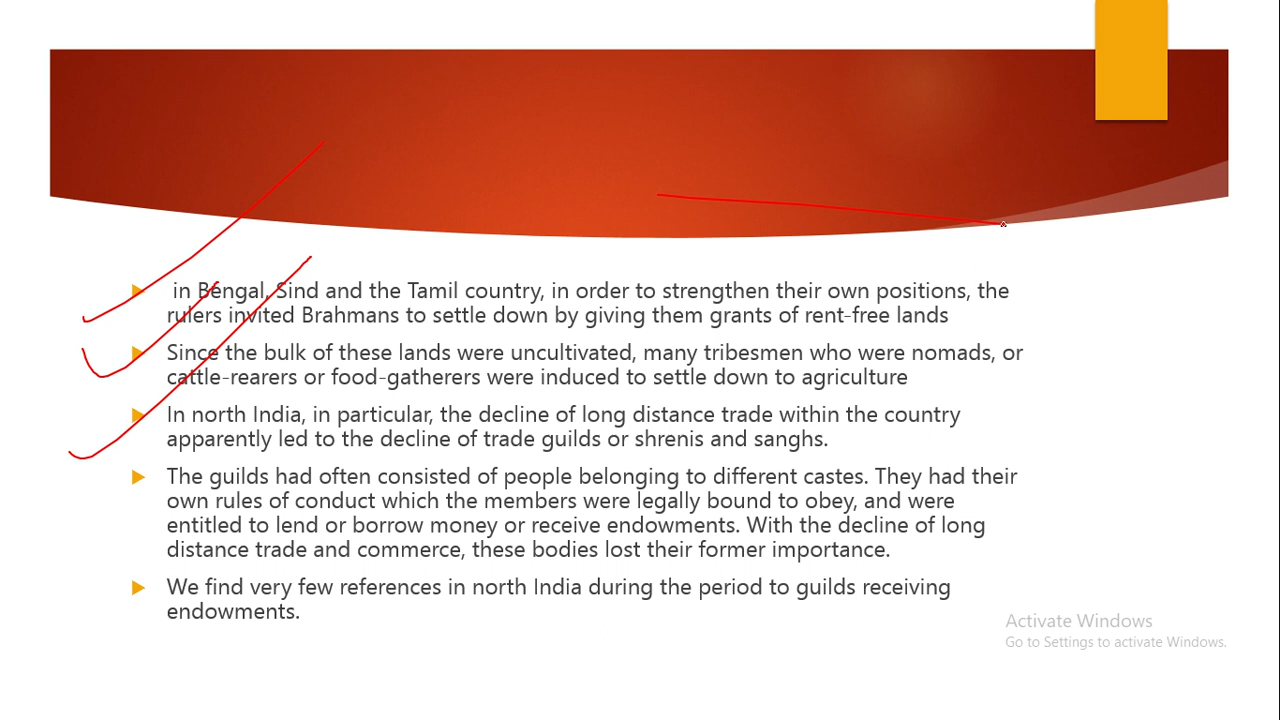 in Bengal, Sind and the Tamil country, in order to strengthen their own positions, the
rulers invited Brahmans to settle down by giving them grants of rent-free lands
Since the bulk of these lands were uncultivated, many tribesmen who were nomads, or
cattle-rearers or food-gatherers were induced to settle down to agriculture
In north India, in particular, the decline of long distance trade within the country
apparently led to the decline of trade guilds or shrenis and sanghs.
The guilds had often consisted of people belonging to different castes. They had their
own rules of conduct which the members were legally bound to obey, and were
entitled to lend or borrow money or receive endowments. With the decline of long
distance trade and commerce, these bodies lost their former importance.
We find very few references in north India during the period to guilds receiving
endowments.
Activate Windows
Go to Settings to activate Windows.